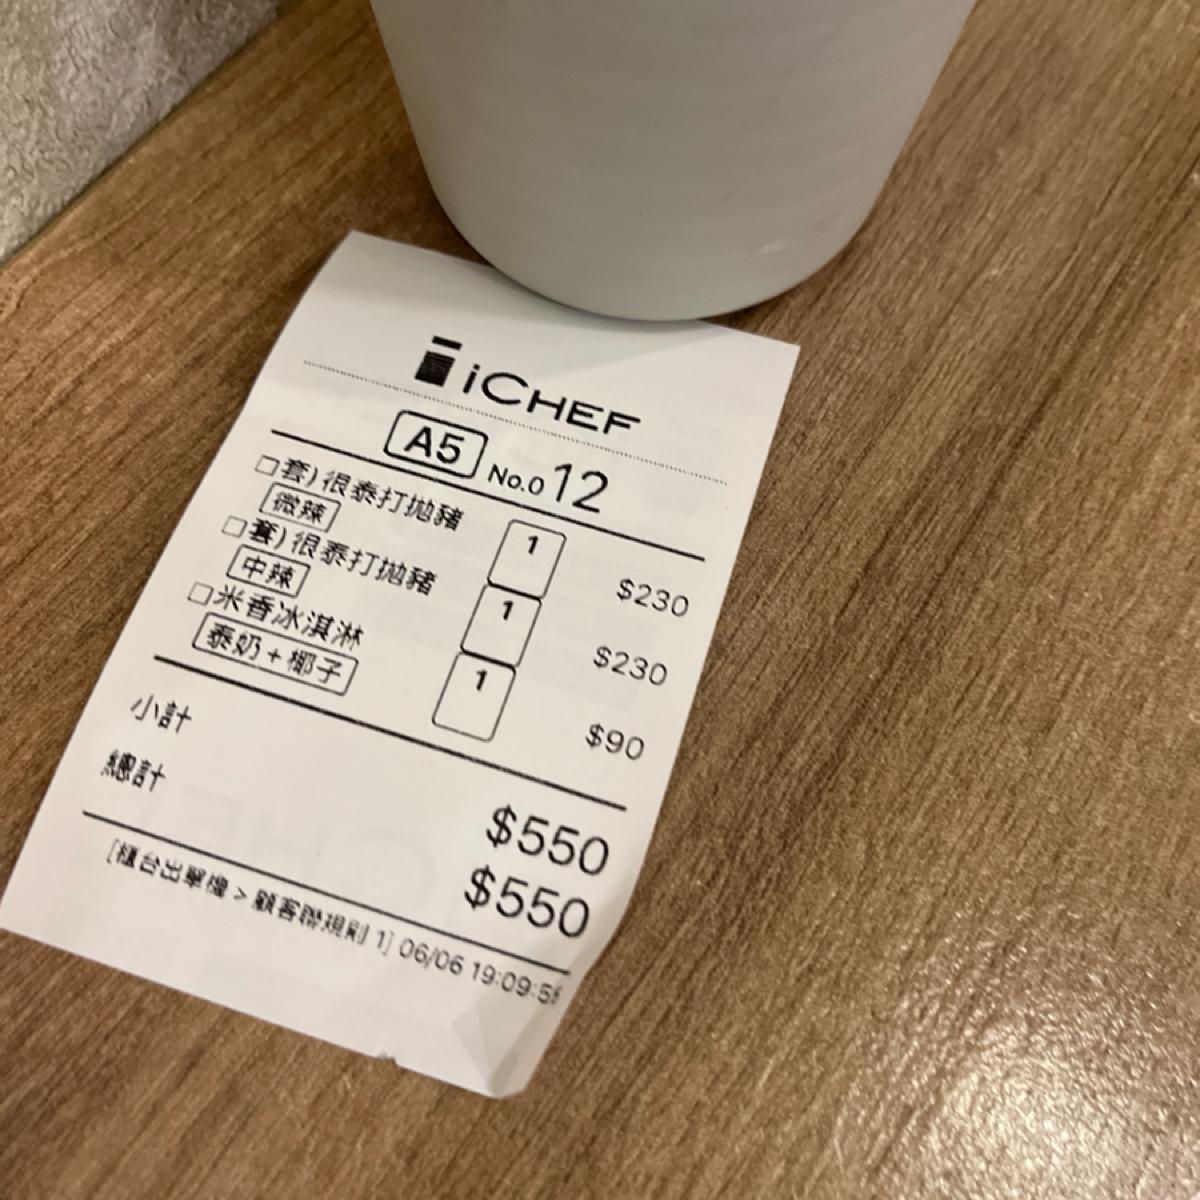 iCHEF
A5 No.012
□套) 很泰打拋豬 1 $230
微辣
□套) 很泰打拋豬 1 $230
中辣
□米香冰淇淋 1 $90
泰奶+椰子
小計 $550
總計 $550
[櫃台出單機 > 顧客聯規則 1] 06/06 19:09:5